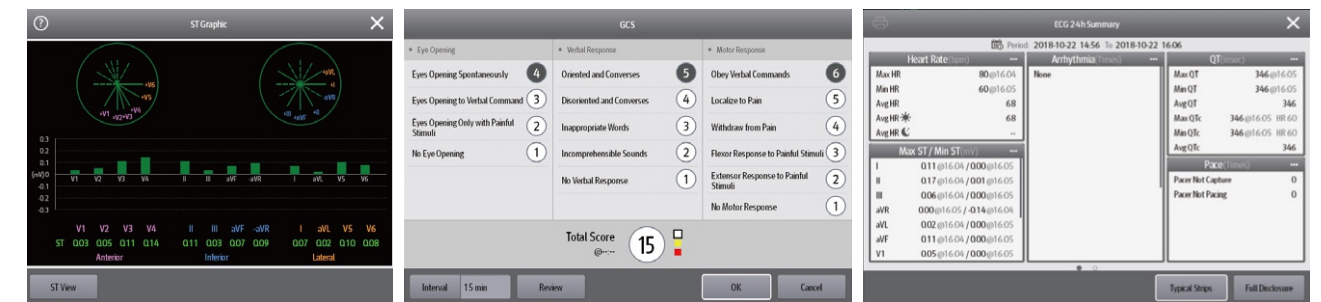 ST Graphic
+V6
+V5
+V4
+V1 +V2+V3
+aVL
+I
-aVR
+III +aVF +II
0.3
0.2
0.1
(mV)0
-0.1
-0.2
-0.3
V1 V2 V3 V4 II III aVF -aVR I aVL V5 V6
V1 V2 V3 V4 II III aVF -aVR I aVL V5 V6
ST 0.03 0.05 0.11 0.14 0.11 0.03 0.07 0.09 0.07 0.02 0.10 0.08
Anterior Inferior Lateral
ST View
GCS
Eye Opening
Eyes Opening Spontaneously 4
Eyes Opening to Verbal Command 3
Eyes Opening Only with Painful
Stimuli 2
No Eye Opening 1
Verbal Response
Oriented and Converses 5
Disoriented and Converses 4
Inappropriate Words 3
Incomprehensible Sounds 2
No Verbal Response 1
Motor Response
Obey Verbal Commands 6
Localize to Pain 5
Withdraw from Pain 4
Flexor Response to Painful Stimuli 3
Extensor Response to Painful
Stimuli 2
No Motor Response 1
Total Score 15
@--:--
Interval 15 min Review OK Cancel
ECG 24h Summary
Period: 2018-10-22 14:56 To 2018-10-22 16:06
Heart Rate(bpm) ---
Max HR 80@16:04
Min HR 60@16:05
Avg HR 68
Avg HR 68
Avg HR --
Max ST / Min ST(mV) ---
I 0.11@16:04 / 0.00@16:05
II 0.17@16:04 / 0.01@16:05
III 0.06@16:04 / 0.00@16:05
aVR 0.00@16:05 / -0.14@16:04
aVL 0.02@16:04 / 0.00@16:05
aVF 0.11@16:04 / 0.00@16:05
V1 0.05@16:04 / 0.00@16:05
Arrhythmia(Times) ---
None
QT(msec) ---
Max QT 346@16:05
Min QT 346@16:05
Avg QT 346
Max QTc 346@16:05 HR 60
Min QTc 346@16:05 HR 60
Avg QTc 346
Pace(Times) ---
Pacer Not Capture 0
Pacer Not Pacing 0
Typical Strips Full Disclosure